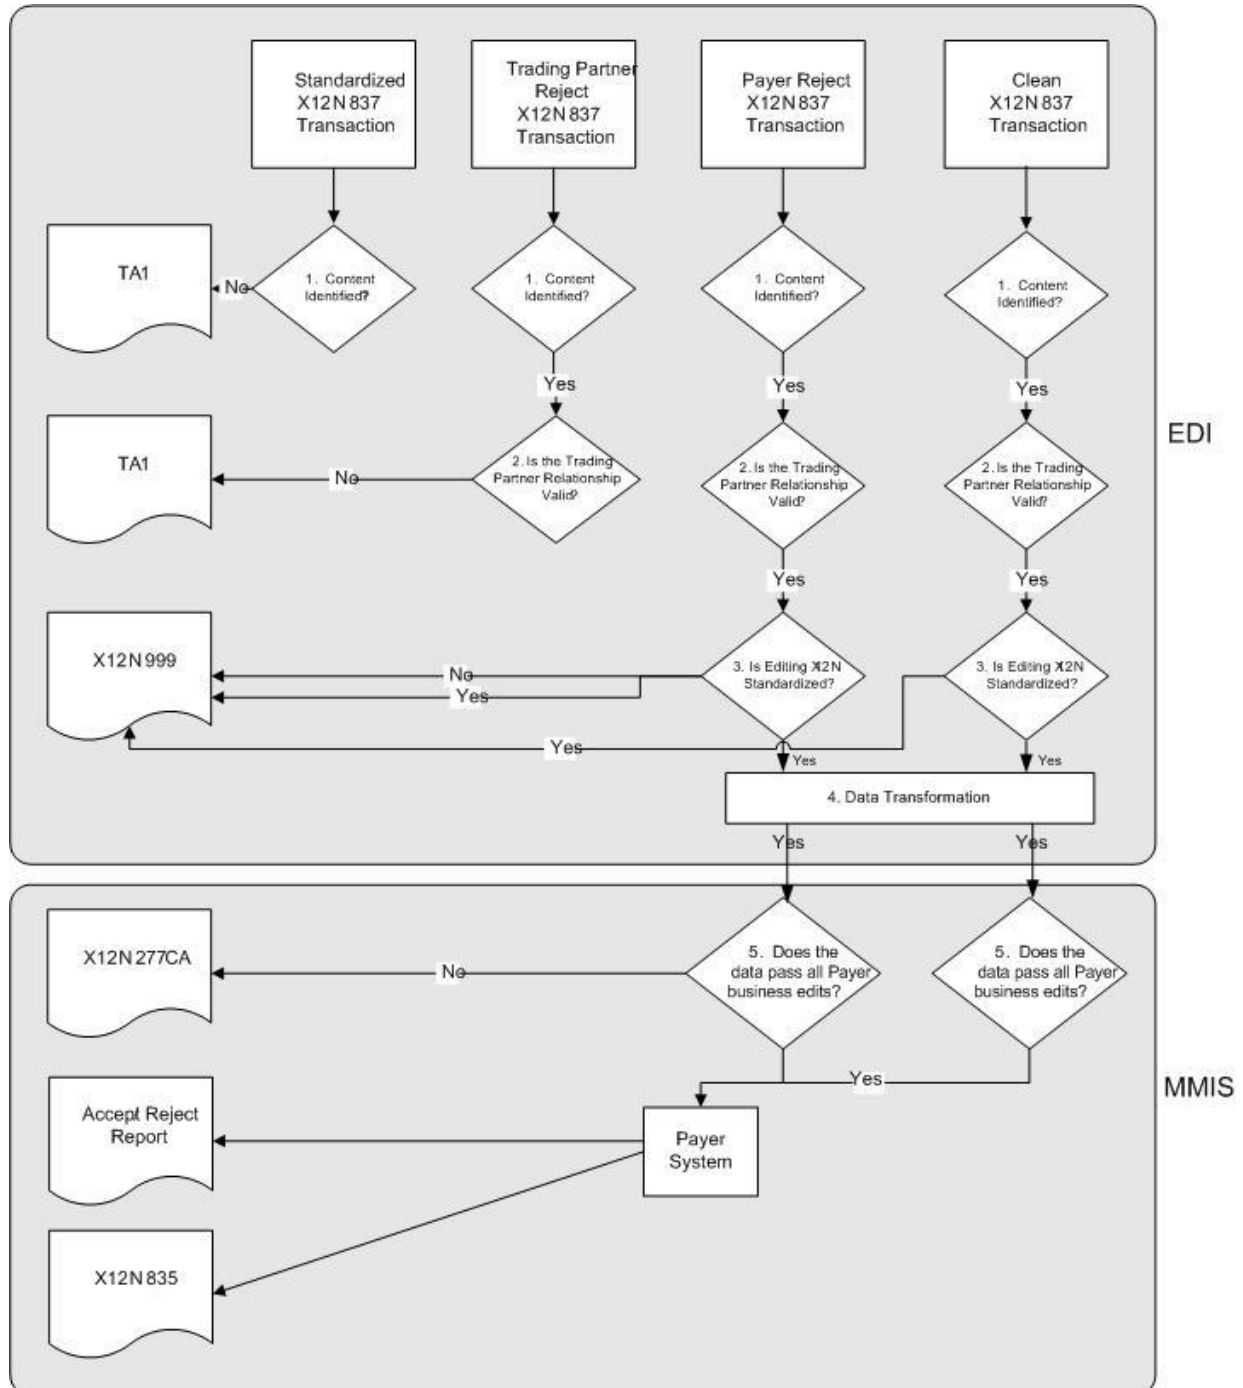 Standardized
X12N 837
Transaction
Trading Partner
Reject
X12N 837
Transaction
Payer Reject
X12N 837
Transaction
Clean
X12N 837
Transaction
TA1
No
1. Content
Identified?
1. Content
Identified?
1. Content
Identified?
1. Content
Identified?
Yes
Yes
Yes
EDI
TA1
No
2. Is the Trading
Partner Relationship
Valid?
2. Is the Trading
Partner Relationship
Valid?
2. Is the Trading
Partner Relationship
Valid?
Yes
Yes
X12N 999
No
Yes
3. Is Editing X12N
Standardized?
3. Is Editing X12N
Standardized?
Yes
Yes
Yes
4. Data Transformation
Yes
Yes
X12N 277CA
No
5. Does the
data pass all Payer
business edits?
5. Does the
data pass all Payer
business edits?
Yes
MMIS
Accept Reject
Report
Payer
System
X12N 835